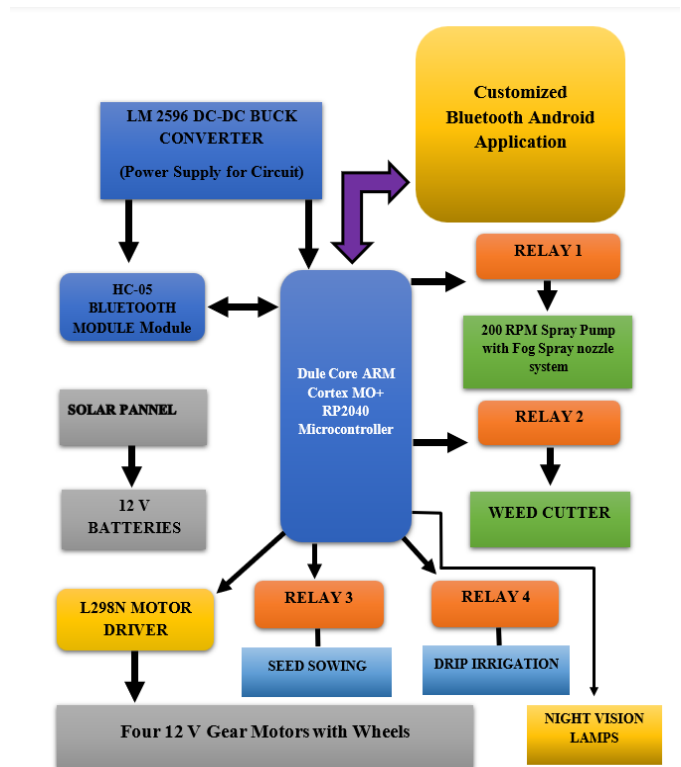 LM 2596 DC-DC BUCK
CONVERTER
(Power Supply for Circuit)
Customized
Bluetooth Android
Application
RELAY 1
HC-05
BLUETOOTH
MODULE Module
200 RPM Spray Pump
with Fog Spray nozzle
system
Dule Core ARM
Cortex MO+
RP2040
Microcontroller
SOLAR PANNEL
RELAY 2
12 V
BATTERIES
WEED CUTTER
L298N MOTOR
DRIVER
RELAY 3
RELAY 4
SEED SOWING
DRIP IRRIGATION
Four 12 V Gear Motors with Wheels
NIGHT VISION
LAMPS